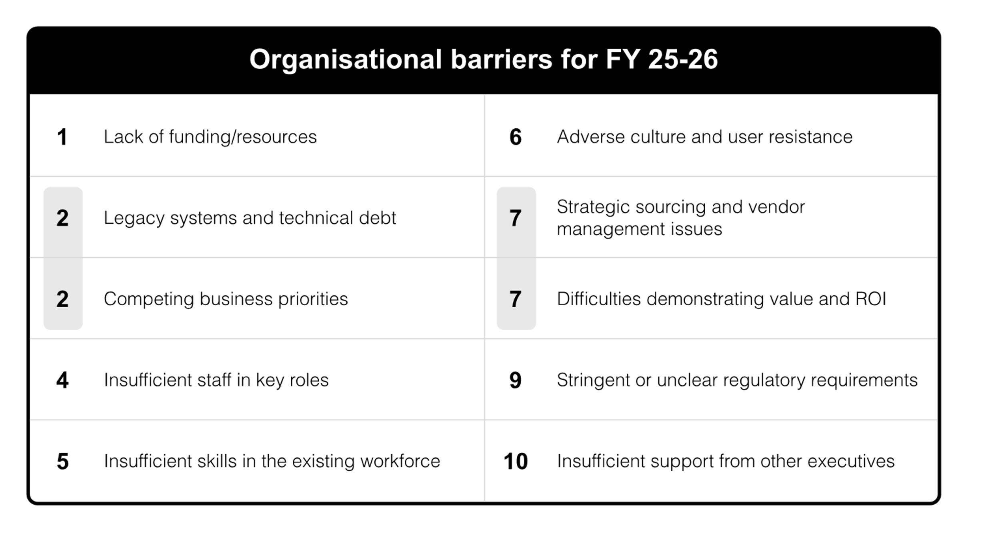 Organisational barriers for FY 25-26
1 Lack of funding/resources
2 Legacy systems and technical debt
2 Competing business priorities
4 Insufficient staff in key roles
5 Insufficient skills in the existing workforce
6 Adverse culture and user resistance
7 Strategic sourcing and vendor
management issues
7 Difficulties demonstrating value and ROI
9 Stringent or unclear regulatory requirements
10 Insufficient support from other executives